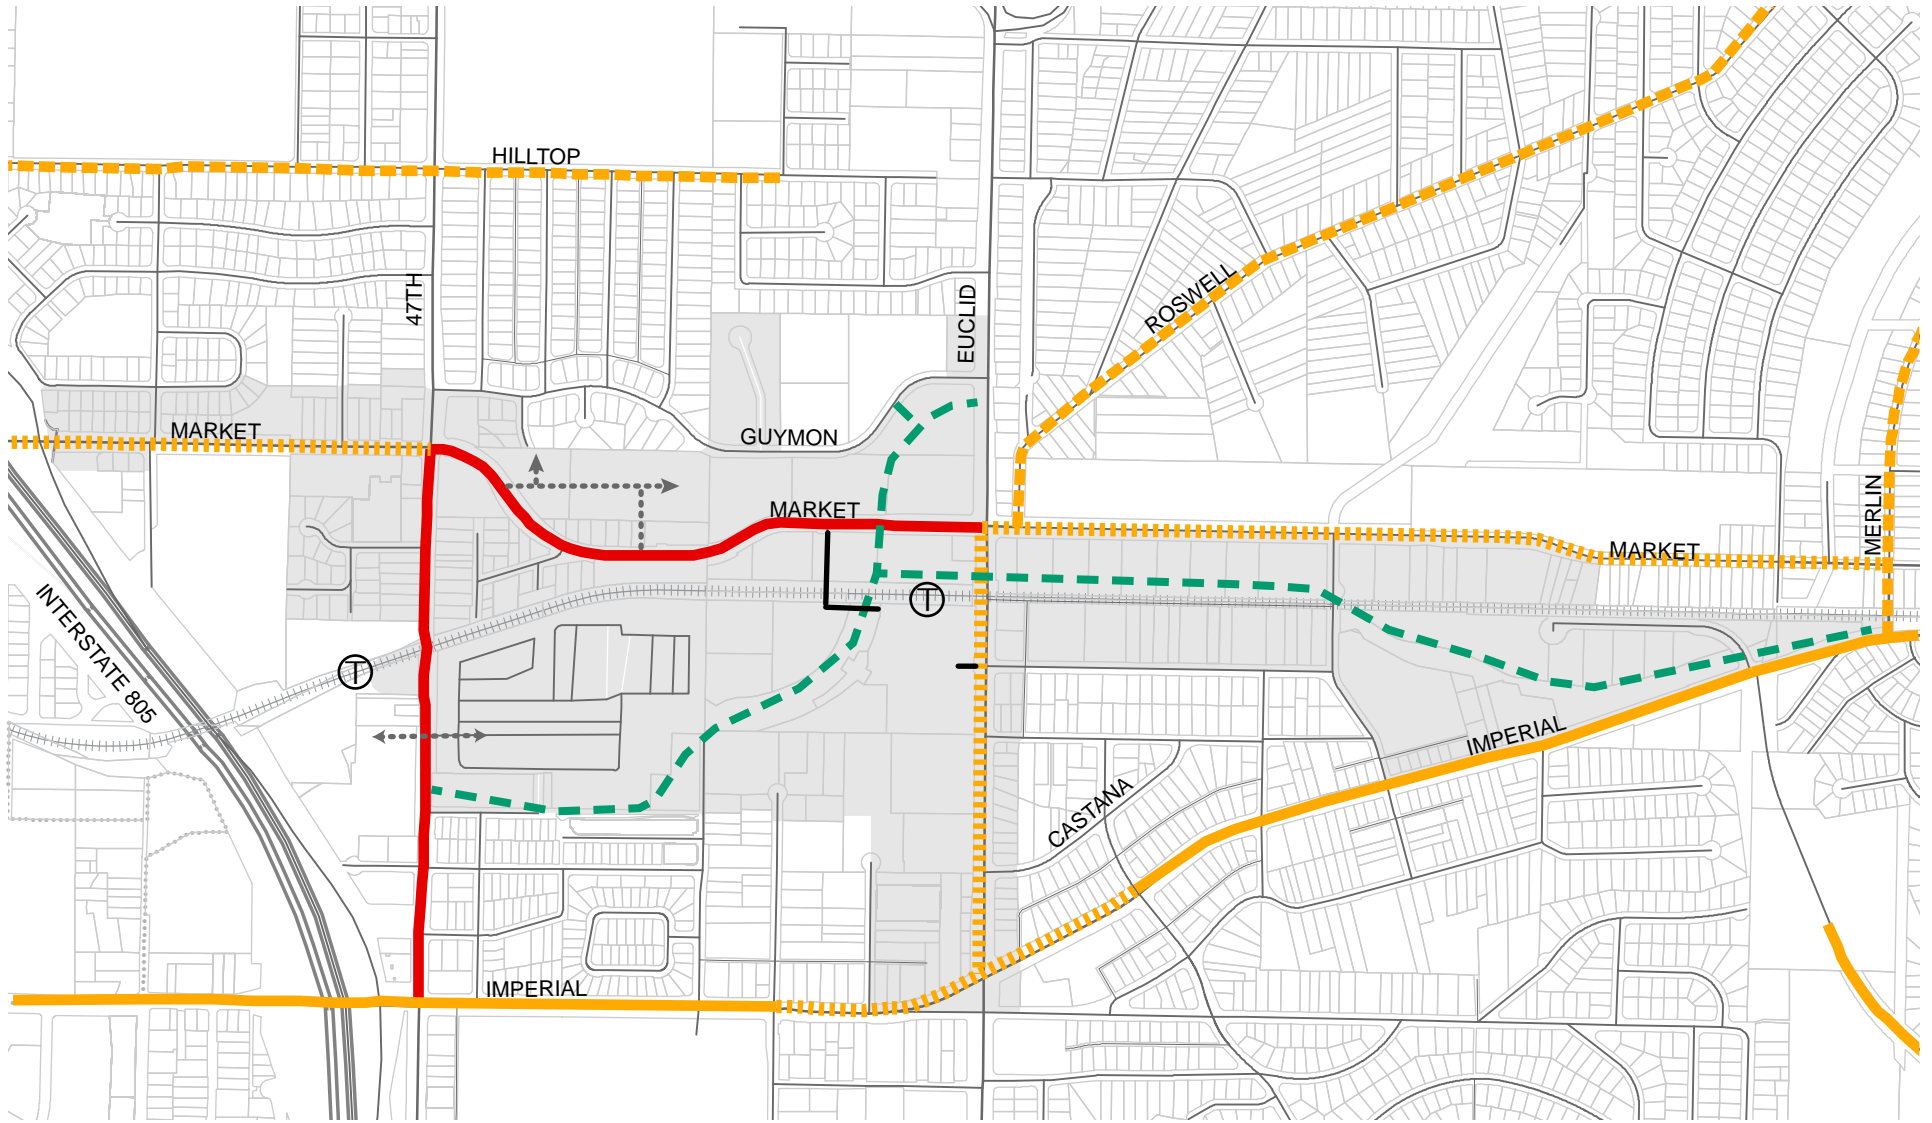 HILLTOP
47TH
EUCLID
ROSWELL
MARKET
GUYMON
MARKET
MERLIN
MARKET
INTERSTATE 805
T
T
IMPERIAL
CASTANA
IMPERIAL